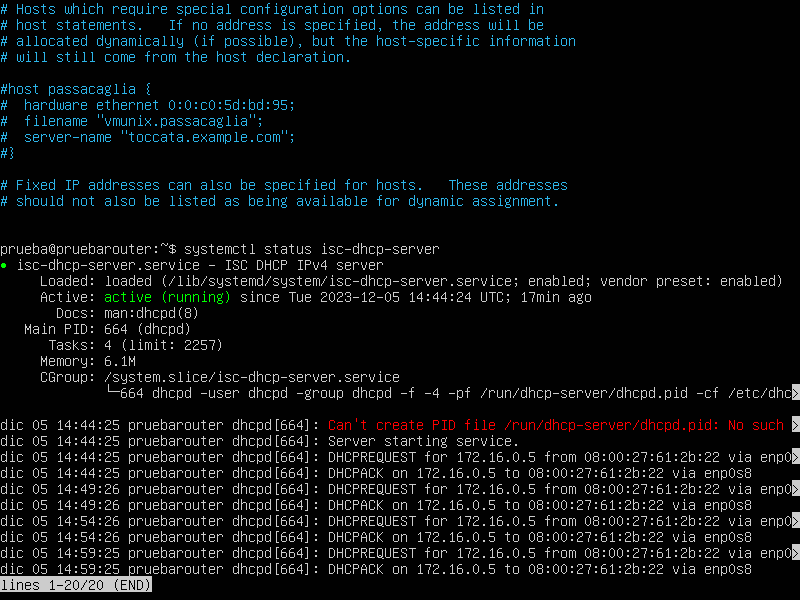 # Hosts which require special configuration options can be listed in
# host statements.   If no address is specified, the address will be
# allocated dynamically (if possible), but the host-specific information
# will still come from the host declaration.
#host passacaglia {
#  hardware ethernet 0:0:c0:5d:bd:95;
#  filename "vmunix.passacaglia";
#  server-name "toccata.example.com";
#}
# Fixed IP addresses can also be specified for hosts.   These addresses
# should not also be listed as being available for dynamic assignment.
prueba@pruebarouter:~$ systemctl status isc-dhcp-server
● isc-dhcp-server.service - ISC DHCP IPv4 server
     Loaded: loaded (/lib/systemd/system/isc-dhcp-server.service; enabled; vendor preset: enabled)
     Active: active (running) since Tue 2023-12-05 14:44:24 UTC; 17min ago
       Docs: man:dhcpd(8)
   Main PID: 664 (dhcpd)
      Tasks: 4 (limit: 2257)
     Memory: 6.1M
     CGroup: /system.slice/isc-dhcp-server.service
             └─664 dhcpd -user dhcpd -group dhcpd -f -4 -pf /run/dhcp-server/dhcpd.pid -cf /etc/dhc>
dic 05 14:44:25 pruebarouter dhcpd[664]: Can't create PID file /run/dhcp-server/dhcpd.pid: No such >
dic 05 14:44:25 pruebarouter dhcpd[664]: Server starting service.
dic 05 14:44:25 pruebarouter dhcpd[664]: DHCPREQUEST for 172.16.0.5 from 08:00:27:61:2b:22 via enp0>
dic 05 14:44:25 pruebarouter dhcpd[664]: DHCPACK on 172.16.0.5 to 08:00:27:61:2b:22 via enp0s8
dic 05 14:49:26 pruebarouter dhcpd[664]: DHCPREQUEST for 172.16.0.5 from 08:00:27:61:2b:22 via enp0>
dic 05 14:49:26 pruebarouter dhcpd[664]: DHCPACK on 172.16.0.5 to 08:00:27:61:2b:22 via enp0s8
dic 05 14:54:26 pruebarouter dhcpd[664]: DHCPREQUEST for 172.16.0.5 from 08:00:27:61:2b:22 via enp0>
dic 05 14:54:26 pruebarouter dhcpd[664]: DHCPACK on 172.16.0.5 to 08:00:27:61:2b:22 via enp0s8
dic 05 14:59:25 pruebarouter dhcpd[664]: DHCPREQUEST for 172.16.0.5 from 08:00:27:61:2b:22 via enp0>
dic 05 14:59:25 pruebarouter dhcpd[664]: DHCPACK on 172.16.0.5 to 08:00:27:61:2b:22 via enp0s8
lines 1-20/20 (END)